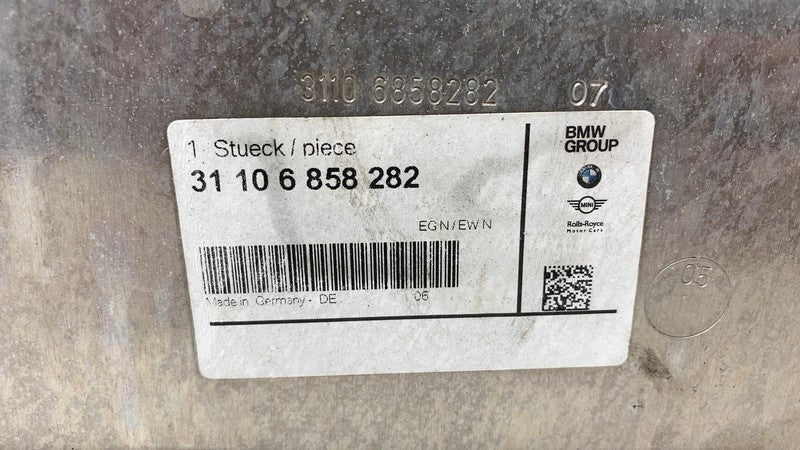 3110 6858282 07
1 Stueck / piece
31 10 6 858 282
EGN/EWN
Made in Germany - DE 06
BMW
GROUP
MINI
Rolls-Royce
Motor Cars
05